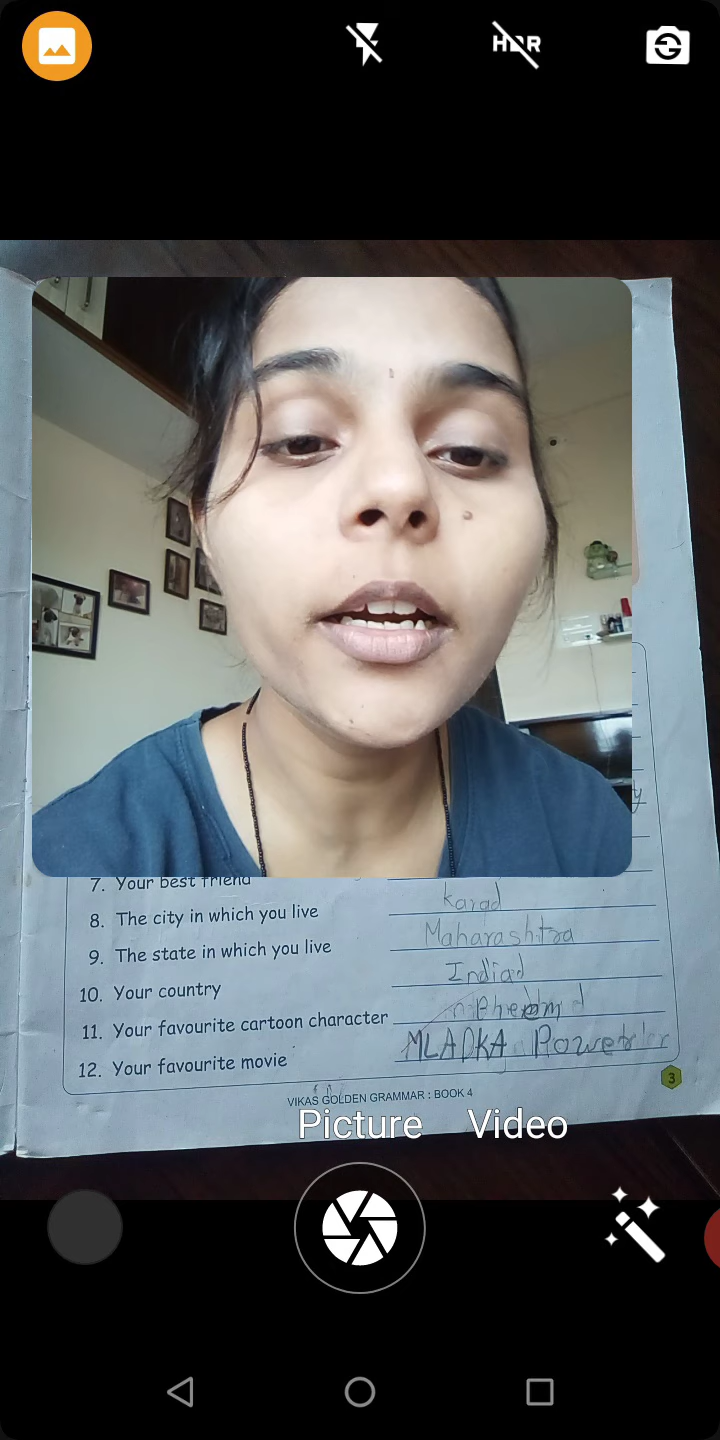 HDR
7. Your best friend
8. The city in which you live karad
9. The state in which you live Maharashtra
10. Your country India
11. Your favourite cartoon character
12. Your favourite movie Power
3
VIKAS GOLDEN GRAMMAR : BOOK 4
Picture Video